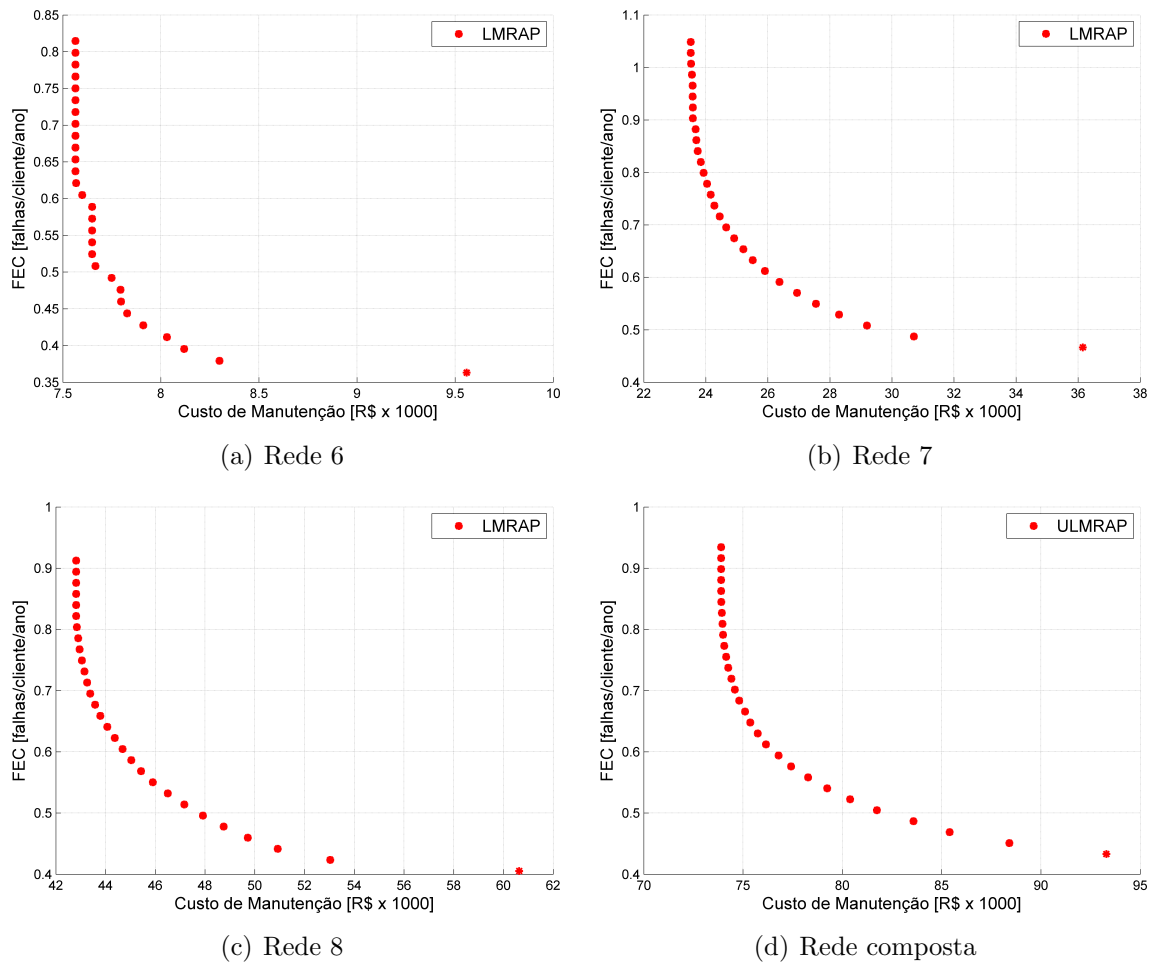 0.85
0.8
0.75
0.7
0.65
0.6
0.55
0.5
0.45
0.4
0.35
FEC [falhas/cliente/ano]
LMRAP
7.5 8 8.5 9 9.5 10
Custo de Manutenção [R$ x 1000]
(a) Rede 6
1.1
1
0.9
0.8
0.7
0.6
0.5
0.4
FEC [falhas/cliente/ano]
LMRAP
22 24 26 28 30 32 34 36 38
Custo de Manutenção [R$ x 1000]
(b) Rede 7
1
0.9
0.8
0.7
0.6
0.5
0.4
FEC [falhas/cliente/ano]
LMRAP
42 44 46 48 50 52 54 56 58 60 62
Custo de Manutenção [R$ x 1000]
(c) Rede 8
1
0.9
0.8
0.7
0.6
0.5
0.4
FEC [falhas/cliente/ano]
ULMRAP
70 75 80 85 90 95
Custo de Manutenção [R$ x 1000]
(d) Rede composta